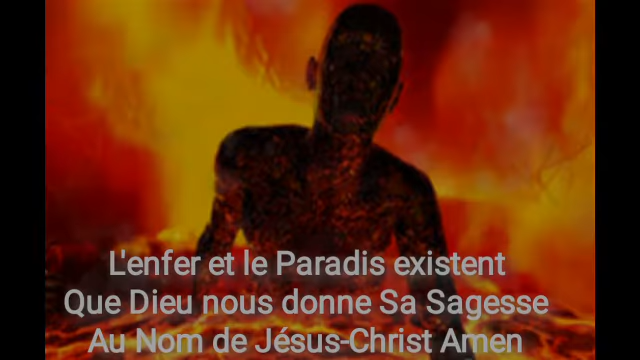 L'enfer et le Paradis existent
Que Dieu nous donne Sa Sagesse
Au Nom de Jésus-Christ Amen